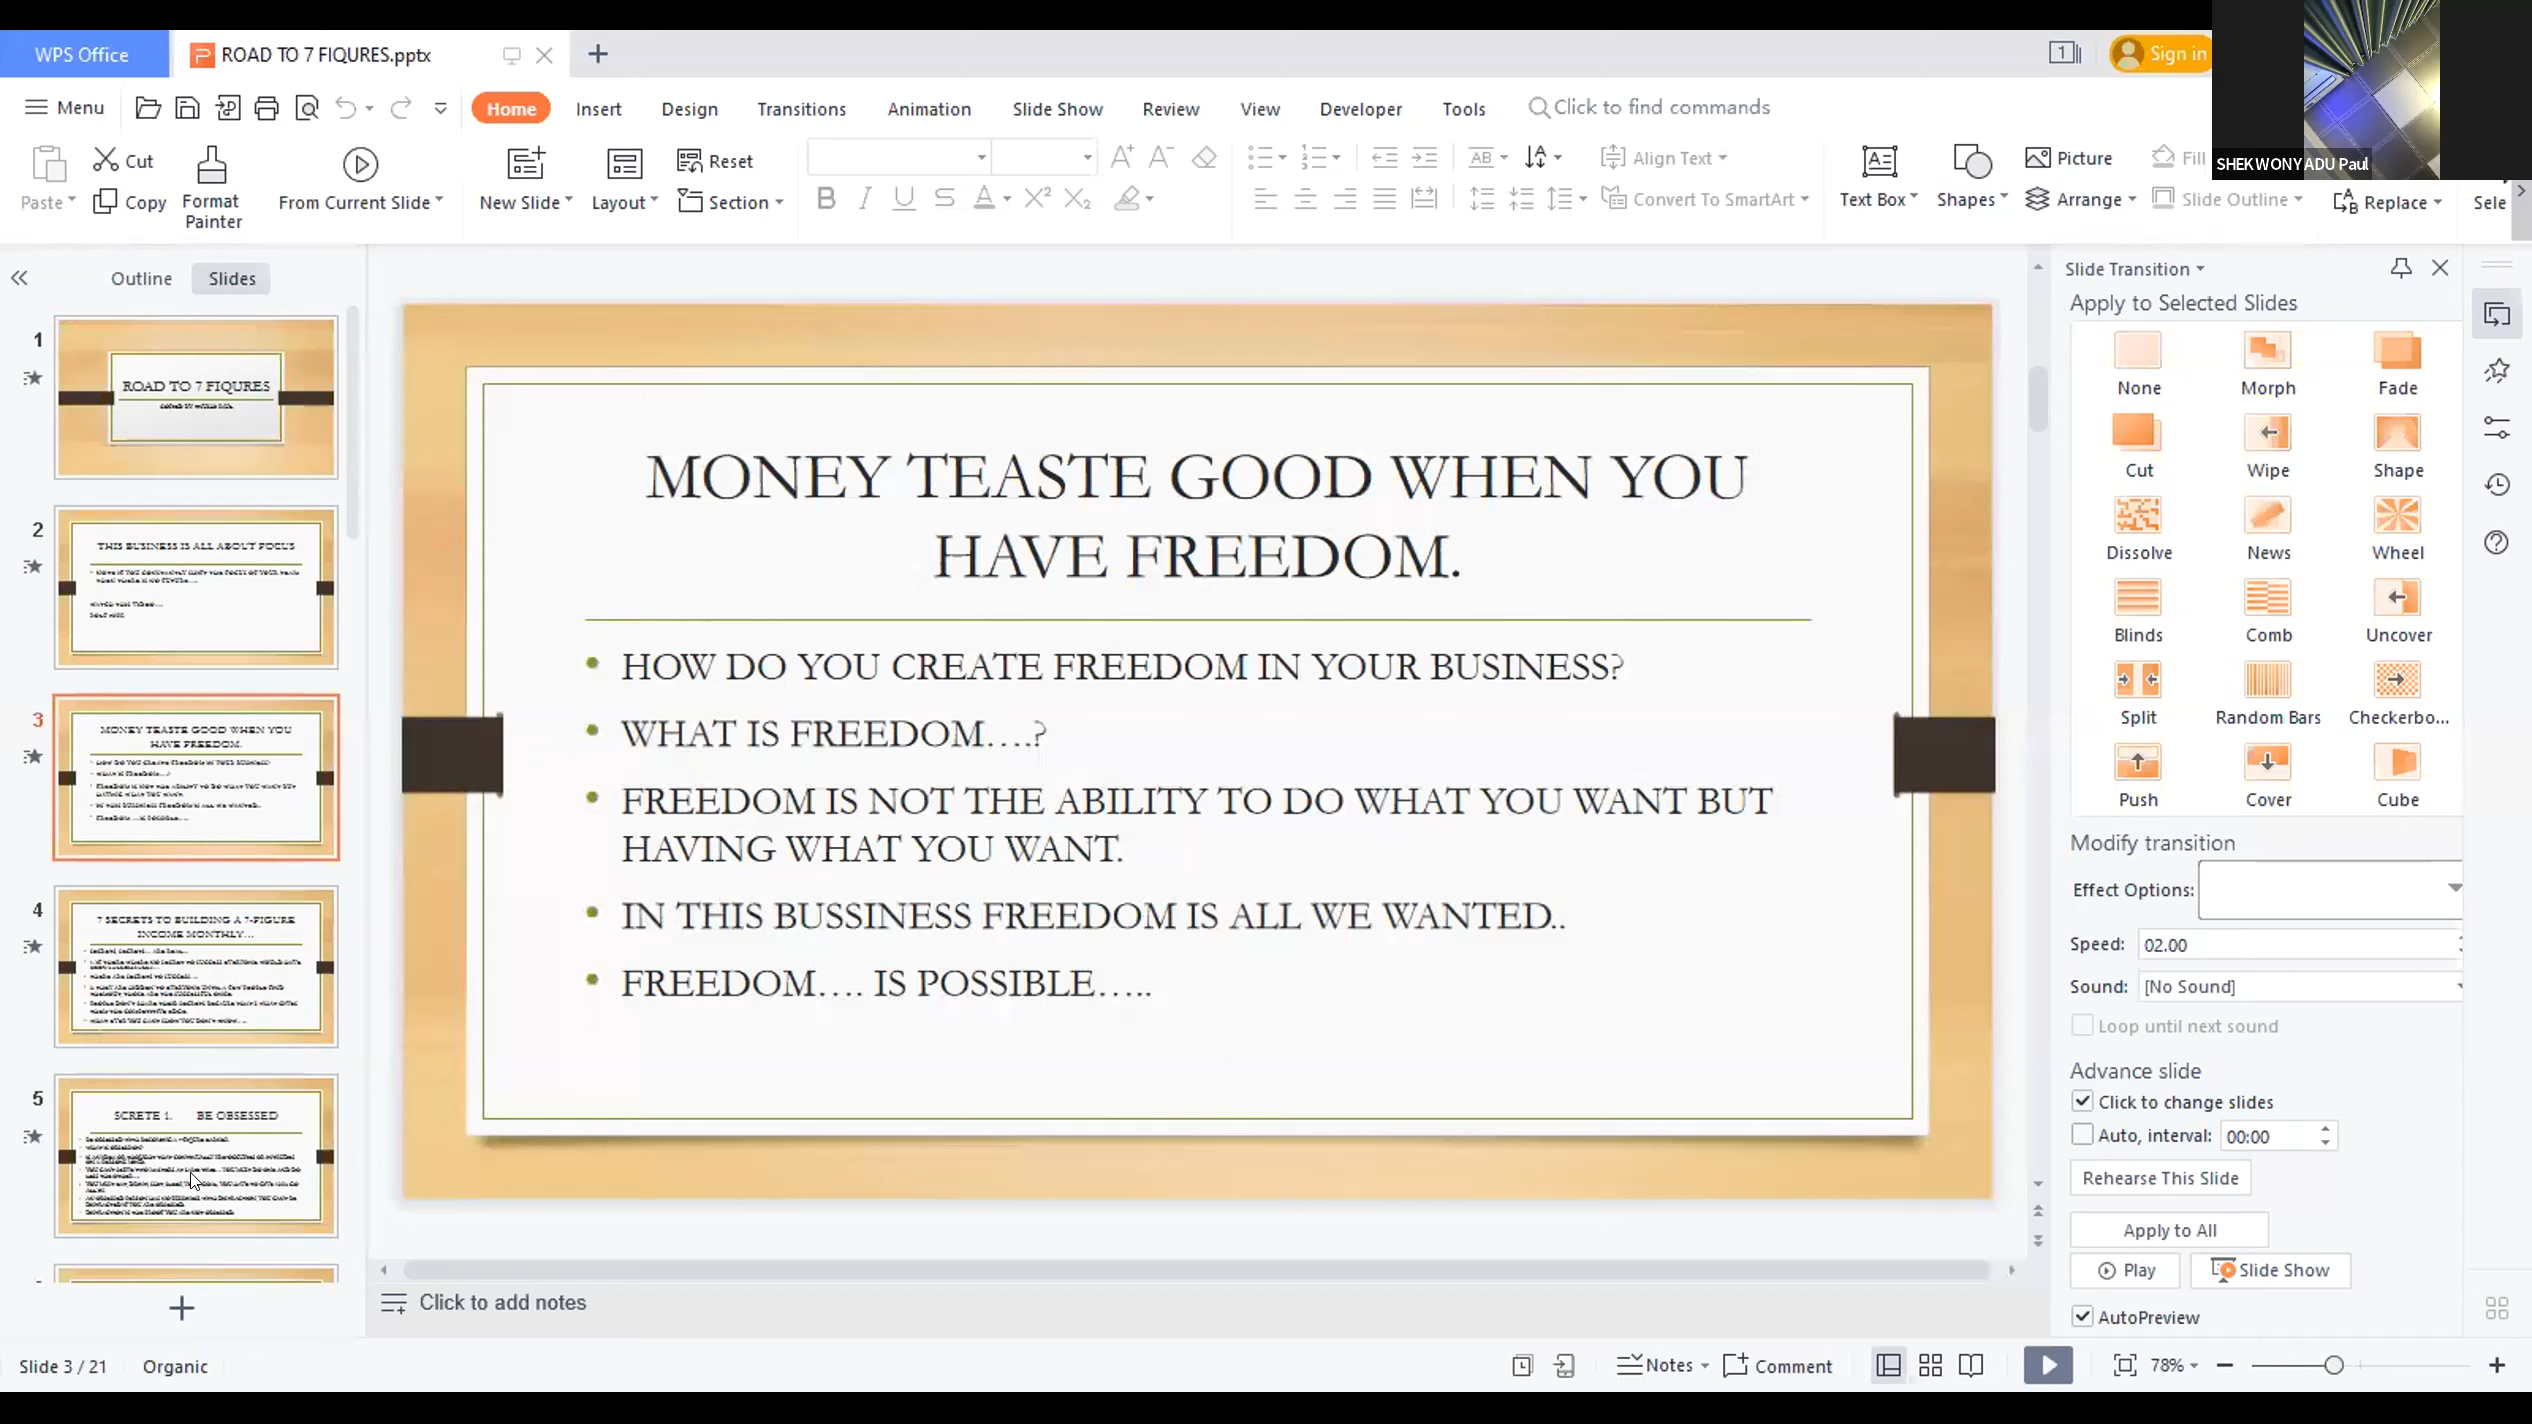 WPS Office
ROAD TO 7 FIQURES.pptx
Sign in
Menu
Home
Insert
Design
Transitions
Animation
Slide Show
Review
View
Developer
Tools
Click to find commands
SHEKWONYADU Paul
Paste
Cut
Copy
Format
Painter
From Current Slide
New Slide
Layout
Reset
Section
Align Text
Convert To SmartArt
Text Box
Shapes
Picture
Arrange
Fill
Slide Outline
Replace
Sele
Outline
Slides
1
ROAD TO 7 FIQURES
2
THIS BUSINESS IS ALL ABOUT FOCUS
3
MONEY TEASTE GOOD WHEN YOU
HAVE FREEDOM.
4
7 SECRETS TO BUILDING A 7-FIGURE
INCOME MONTHLY...
5
SCRETE 1. BE OBSESSED
MONEY TEASTE GOOD WHEN YOU
HAVE FREEDOM.
• HOW DO YOU CREATE FREEDOM IN YOUR BUSINESS?
• WHAT IS FREEDOM….?
• FREEDOM IS NOT THE ABILITY TO DO WHAT YOU WANT BUT
HAVING WHAT YOU WANT.
• IN THIS BUSSINESS FREEDOM IS ALL WE WANTED..
• FREEDOM…. IS POSSIBLE…..
Click to add notes
Slide Transition
Apply to Selected Slides
None Morph Fade
Cut Wipe Shape
Dissolve News Wheel
Blinds Comb Uncover
Split Random Bars Checkerbo...
Push Cover Cube
Modify transition
Effect Options:
Speed: 02.00
Sound: [No Sound]
Loop until next sound
Advance slide
Click to change slides
Auto, interval: 00:00
Rehearse This Slide
Apply to All
Play
Slide Show
AutoPreview
Slide 3 / 21
Organic
Notes
Comment
78%